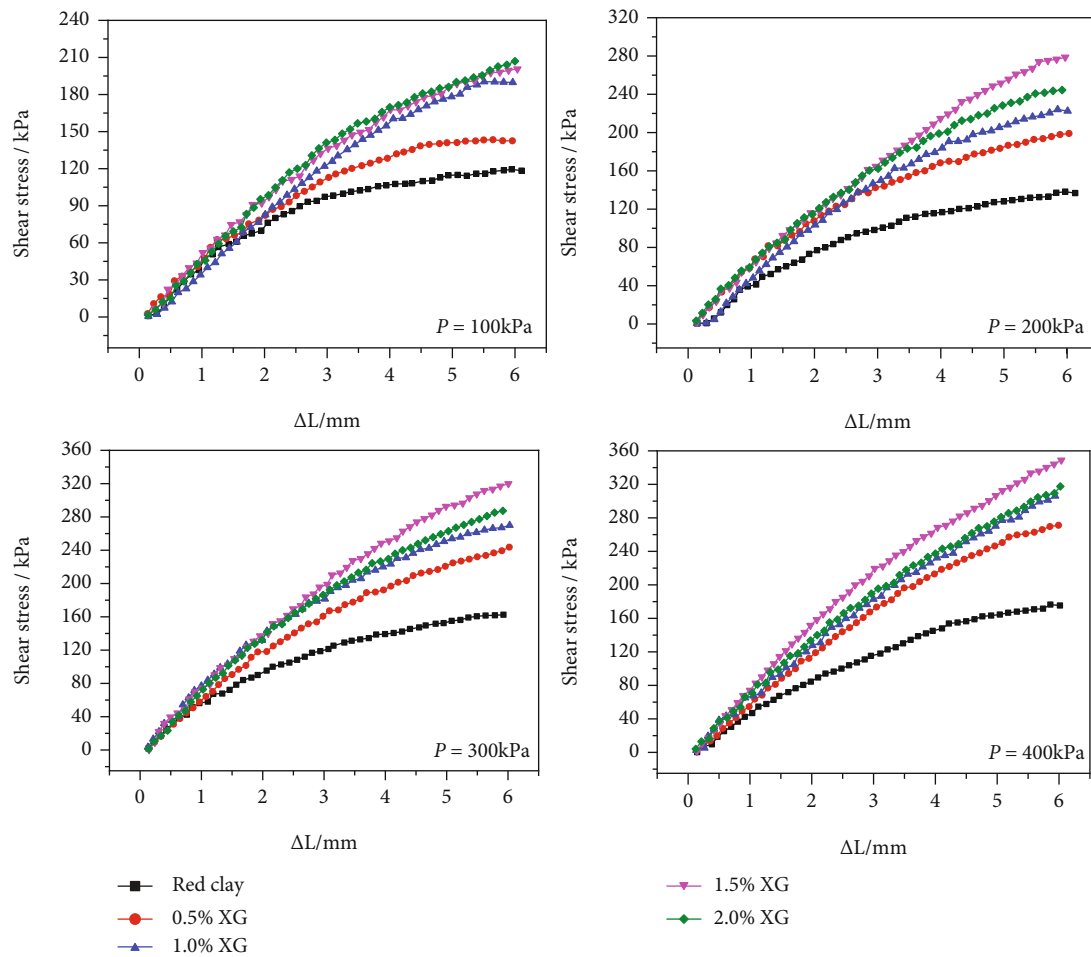 240
210
180
150
120
90
60
30
0
Shear stress / kPa
P = 100kPa
0 1 2 3 4 5 6
ΔL/mm
320
280
240
200
160
120
80
40
0
Shear stress / kPa
P = 200kPa
0 1 2 3 4 5 6
ΔL/mm
360
320
280
240
200
160
120
80
40
0
Shear stress / kPa
P = 300kPa
0 1 2 3 4 5 6
ΔL/mm
360
320
280
240
200
160
120
80
40
0
Shear stress / kPa
P = 400kPa
0 1 2 3 4 5 6
ΔL/mm
Red clay
0.5% XG
1.0% XG
1.5% XG
2.0% XG